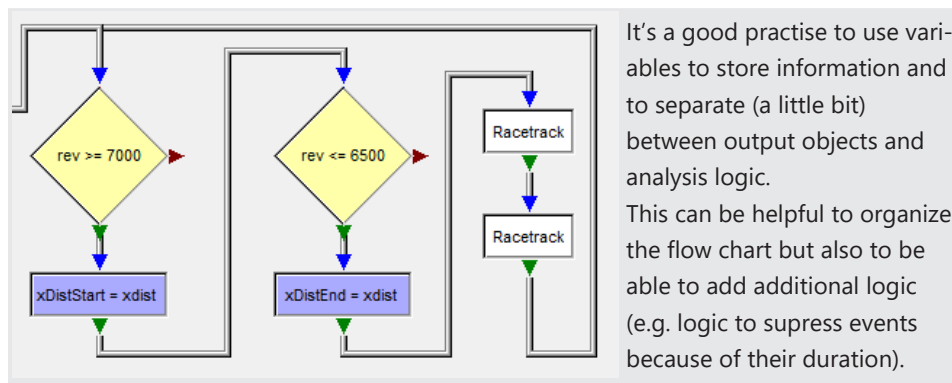 rev >= 7000
xDistStart = xdist
rev <= 6500
xDistEnd = xdist
Racetrack
Racetrack
It's a good practise to use vari-
ables to store information and
to separate (a little bit)
between output objects and
analysis logic.
This can be helpful to organize
the flow chart but also to be
able to add additional logic
(e.g. logic to supress events
because of their duration).